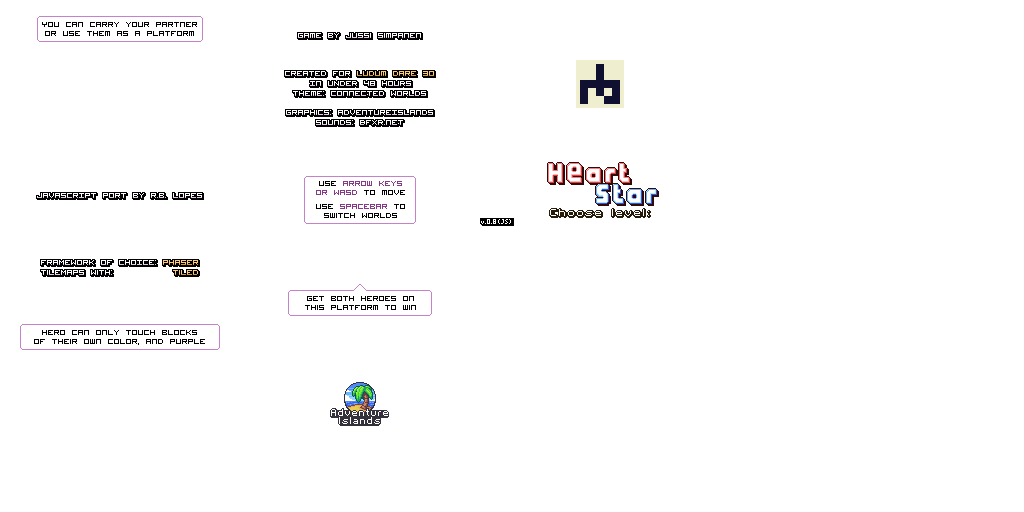 YOU CAN CARRY YOUR PARTNER
OR USE THEM AS A PLATFORM
GAME BY JUSSI SIMPANEN
CREATED FOR LUDUM DARE 30
IN UNDER 48 HOURS
THEME: CONNECTED WORLDS
GRAPHICS: ADVENTUREISLANDS
SOUNDS: BFXR.NET
JAVASCRIPT PORT BY R.B. LOPES
USE ARROW KEYS
OR WASD TO MOVE
USE SPACEBAR TO
SWITCH WORLDS
v.0.8(JS)
Heart
Star
Choose level:
FRAMEWORK OF CHOICE: PHASER
TILEMAPS WITH: TILED
GET BOTH HEROES ON
THIS PLATFORM TO WIN
HERO CAN ONLY TOUCH BLOCKS
OF THEIR OWN COLOR, AND PURPLE
Adventure
Islands